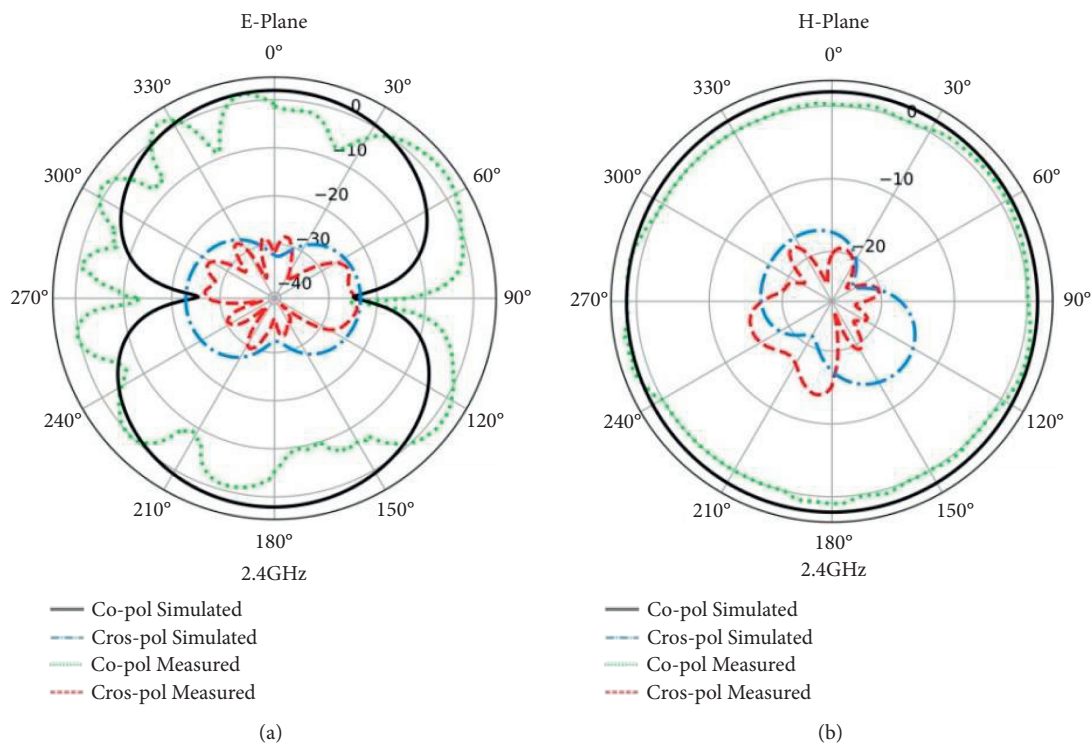 E-Plane
0°
330°
30°
0
−10
300°
60°
−20
−30
−40
270°
90°
240°
120°
210°
150°
180°
2.4GHz
Co-pol Simulated
Cros-pol Simulated
Co-pol Measured
Cros-pol Measured
(a)
H-Plane
0°
330°
30°
0
−10
300°
60°
−20
270°
90°
240°
120°
210°
150°
180°
2.4GHz
Co-pol Simulated
Cros-pol Simulated
Co-pol Measured
Cros-pol Measured
(b)